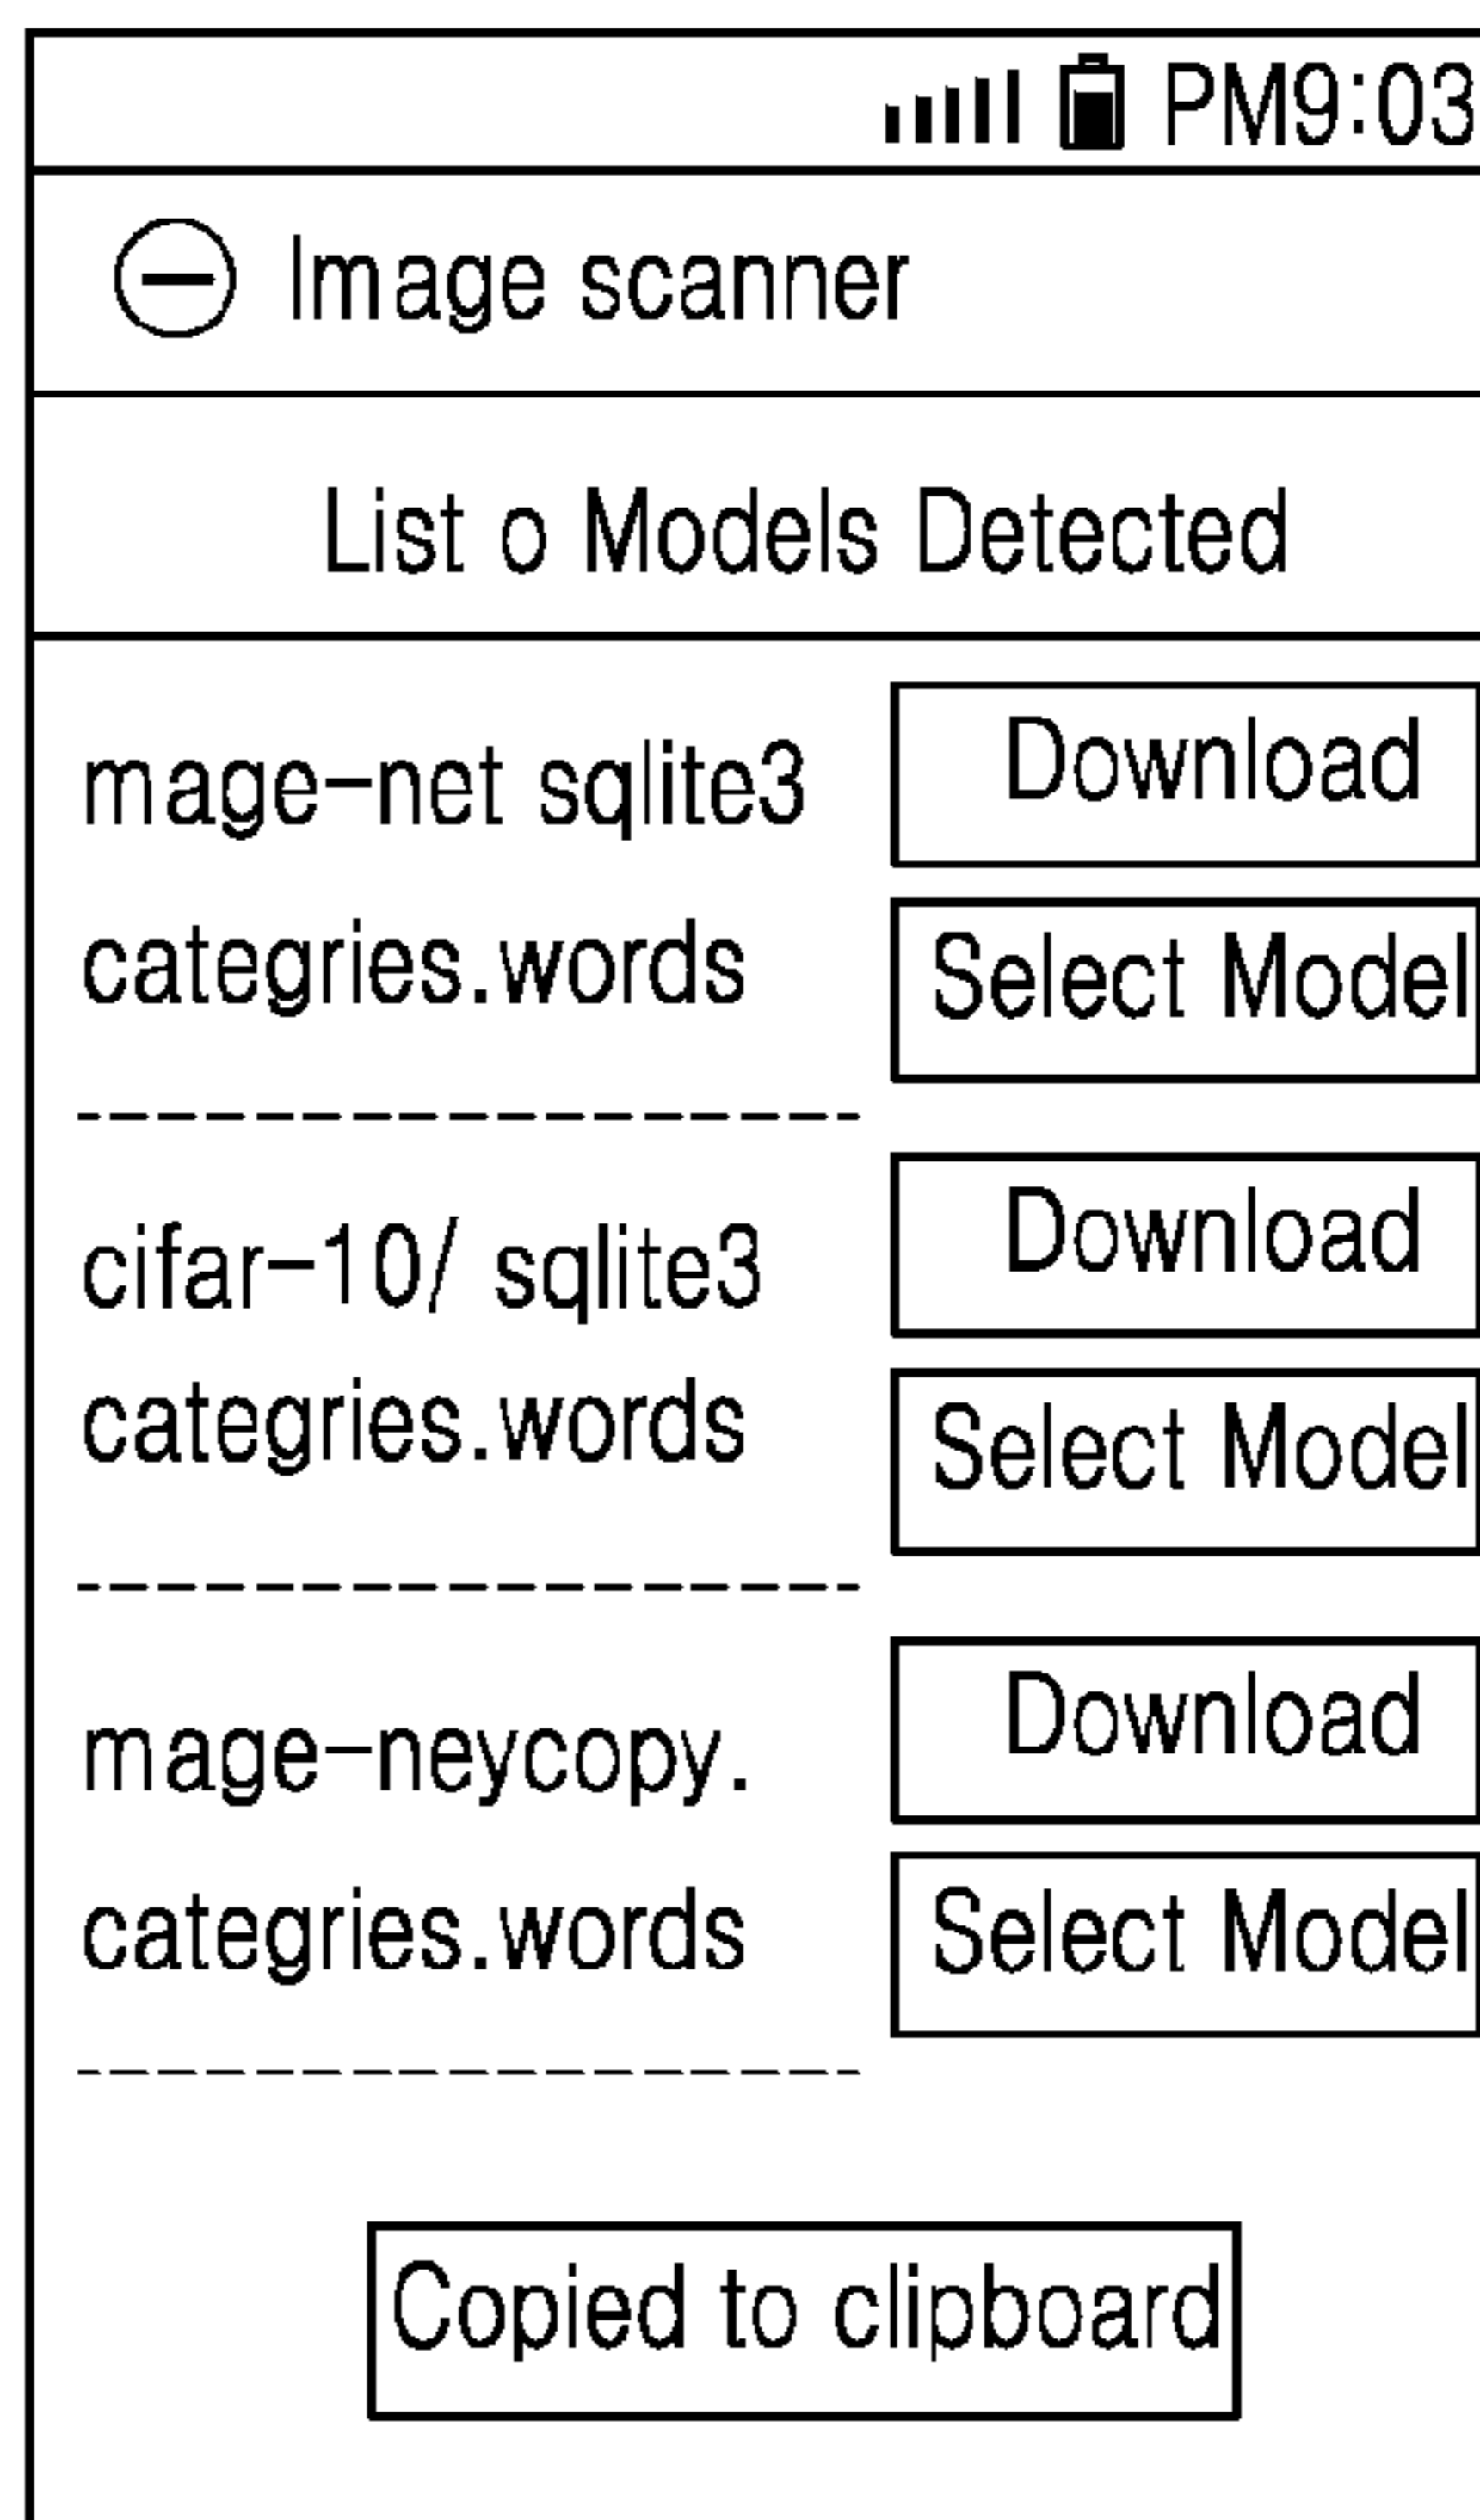 PM9:03
Image scanner
List o Models Detected
mage-net sqlite3
Download
categries.words
Select Model
cifar-10/ sqlite3
Download
categries.words
Select Model
mage-neycopy.
Download
categries.words
Select Model
Copied to clipboard